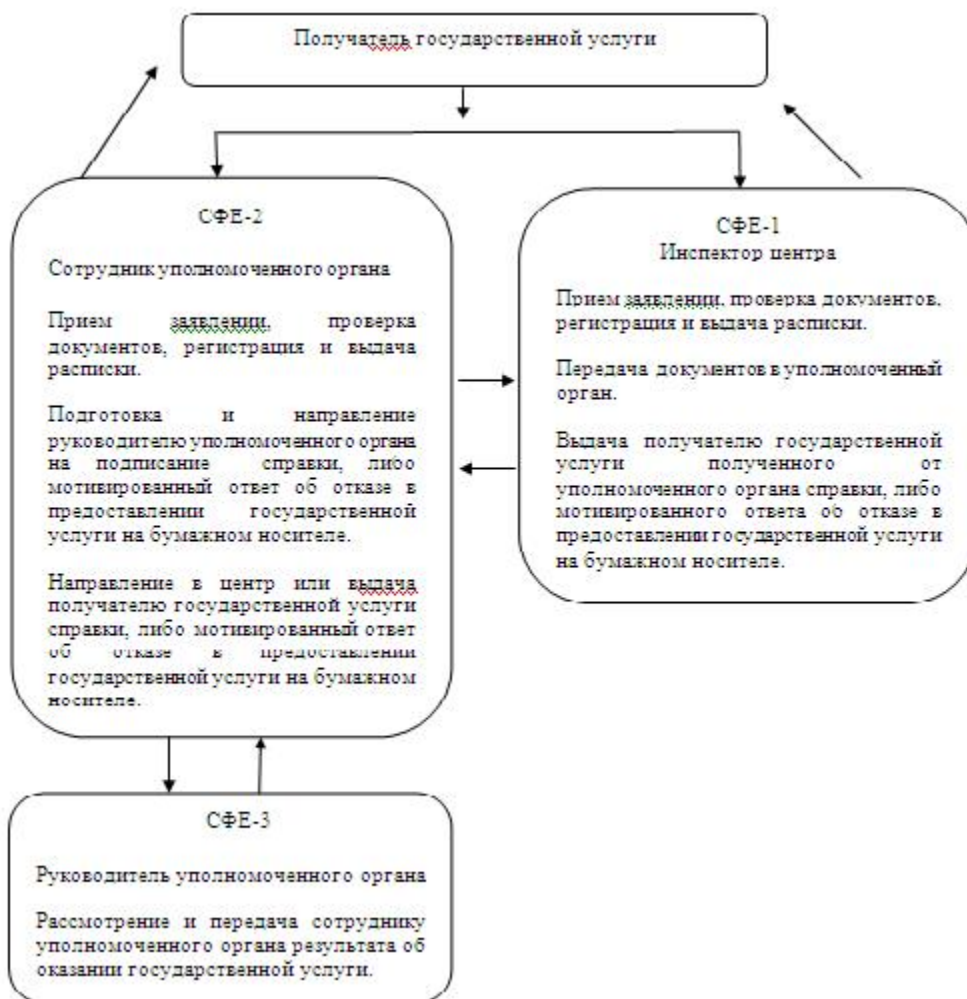 Получатель государственной услуги
СФЕ-2
Сотрудник уполномоченного органа
Прием заявлении, проверка
документов, регистрация и выдача
расписки.
Подготовка и направление
руководителю уполномоченного органа
на подписание справки, либо
мотивированный ответ об отказе в
предоставлении государственной
услуги на бумажном носителе.
Направление в центр или выдача
получателю государственной услуги
справки, либо мотивированный ответ
об отказе в предоставлении
государственной услуги на бумажном
носителе.
СФЕ-1
Инспектор центра
Прием заявлении, проверка документов,
регистрация и выдача расписки.
Передача документов в уполномоченный
орган.
Выдача получателю государственной
услуги полученного от
уполномоченного органа справки, либо
мотивированного ответа об отказе в
предоставлении государственной услуги
на бумажном носителе.
СФЕ-3
Руководитель уполномоченного органа
Рассмотрение и передача сотруднику
уполномоченного органа результата об
оказании государственной услуги.